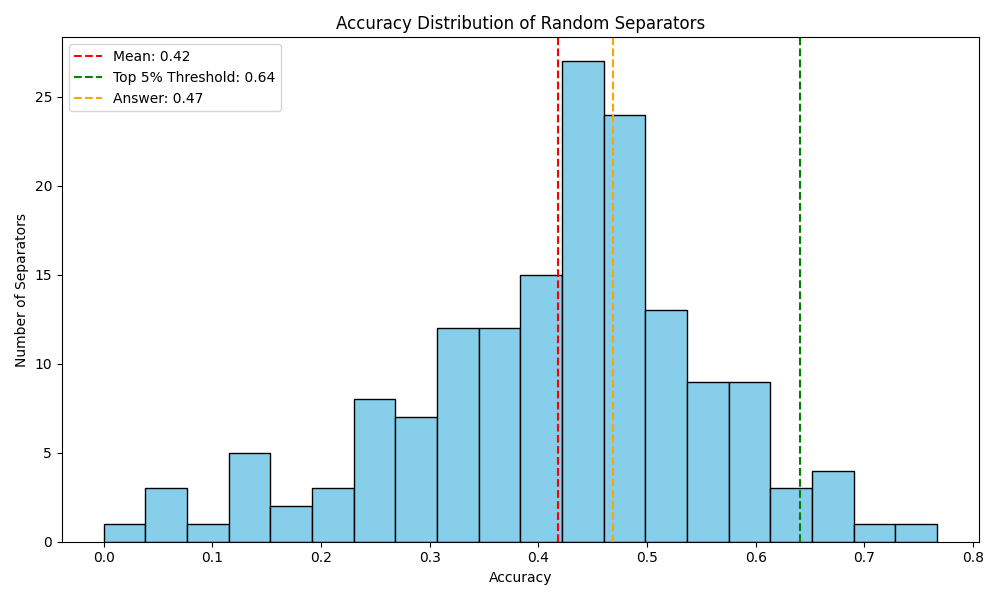 Accuracy Distribution of Random Separators
Mean: 0.42
Top 5% Threshold: 0.64
Answer: 0.47
Number of Separators
25
20
15
10
5
0
0.0 0.1 0.2 0.3 0.4 0.5 0.6 0.7 0.8
Accuracy